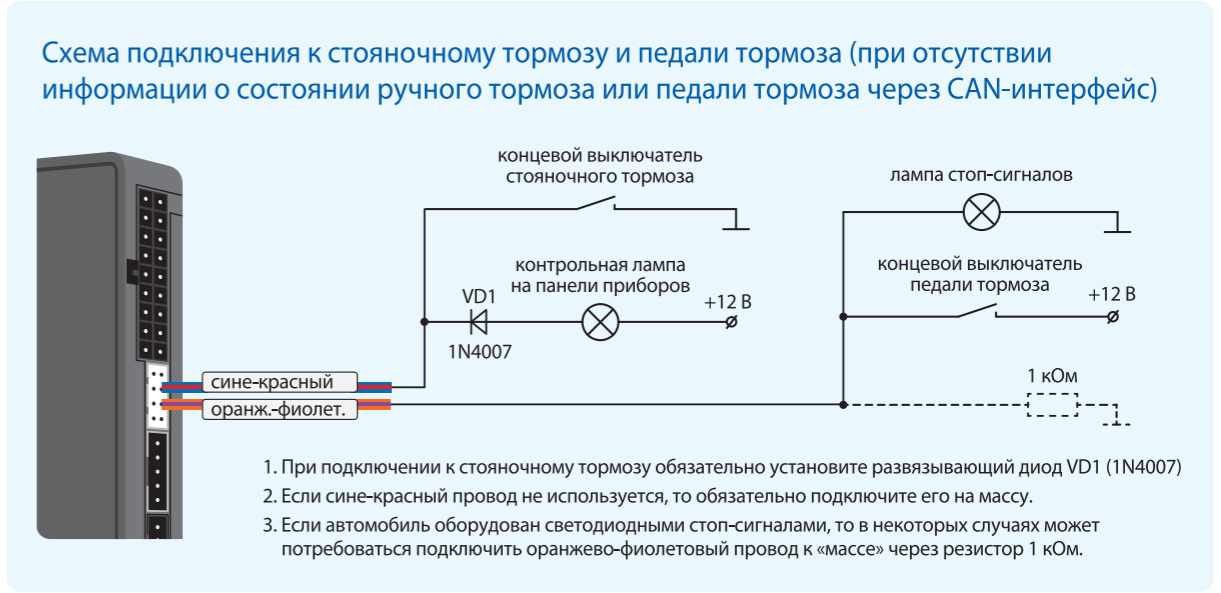 Схема подключения к стояночному тормозу и педали тормоза (при отсутствии
информации о состоянии ручного тормоза или педали тормоза через CAN-интерфейс)
концевой выключатель
стояночного тормоза
лампа стоп-сигналов
контрольная лампа
на панели приборов
концевой выключатель
педали тормоза
VD1
+12 В
+12 В
1N4007
сине-красный
1 кОм
оранж.-фиолет.
1. При подключении к стояночному тормозу обязательно установите развязывающий диод VD1 (1N4007)
2. Если сине-красный провод не используется, то обязательно подключите его на массу.
3. Если автомобиль оборудован светодиодными стоп-сигналами, то в некоторых случаях может
потребоваться подключить оранжево-фиолетовый провод к «массе» через резистор 1 кОм.